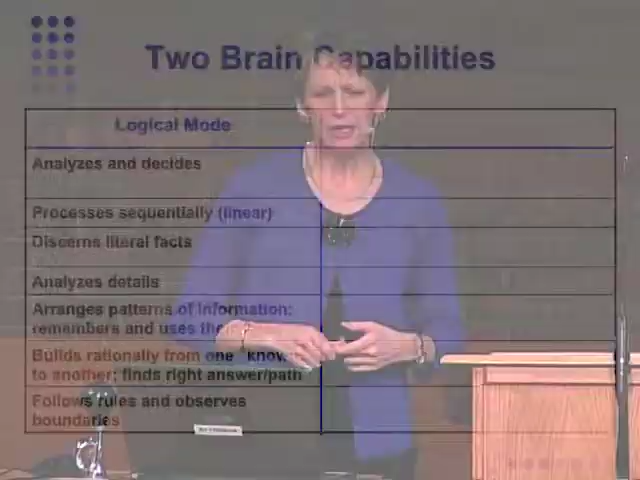 Two Brain Capabilities
Logical Mode
Analyzes and decides
Processes sequentially (linear)
Discerns literal facts
Analyzes details
Arranges patterns of information;
remembers and uses
Builds rationally from one "know
to another; finds right answer/path
Follows rules and observes
boundaries